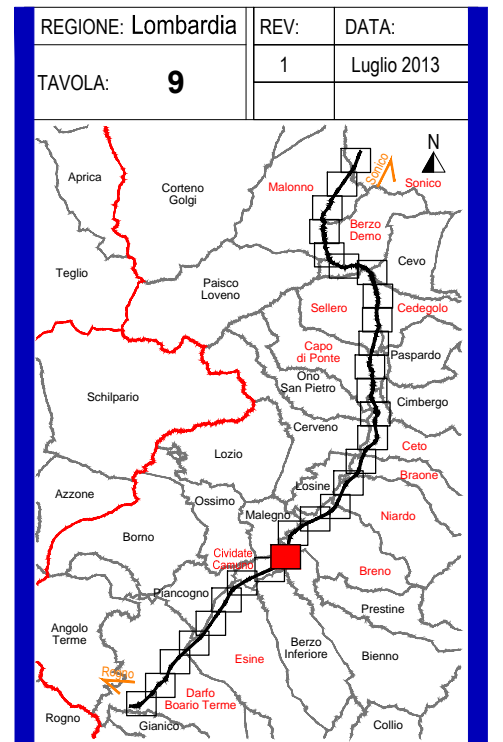 REGIONE: Lombardia
REV:
DATA:
TAVOLA: 9
1
Luglio 2013
N
Aprica
Corteno
Golgi
Malonno
Sonico
Sonico
Berzo
Demo
Cevo
Teglio
Paisco
Loveno
Sellero
Cedegolo
Capo
di Ponte
Paspardo
Ono
San Pietro
Schilpario
Cimbergo
Cerveno
Ceto
Lozio
Braone
Losine
Azzone
Ossimo
Malegno
Niardo
Borno
Cividate
Camuno
Breno
Piancogno
Prestine
Angolo
Terme
Berzo
Inferiore
Bienno
Esine
Rogno
Darfo
Boario Terme
Rogno
Gianico
Collio